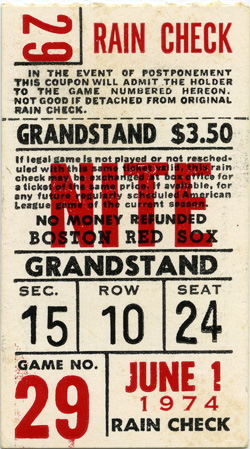 29
RAIN CHECK
IN THE EVENT OF POSTPONEMENT
THIS COUPON WILL ADMIT THE HOLDER
TO THE GAME NUMBERED HEREON.
NOT GOOD IF DETACHED FROM ORIGINAL
RAIN CHECK.
GRANDSTAND $3.50
If legal game is not played or not resched-
uled with this same ticket valid, this rain
check may be exchanged at box office for
a ticket of the same price, if available, for
any future regularly scheduled American
League game of the current season.
NO MONEY REFUNDED
BOSTON RED SOX
GRANDSTAND
SEC. ROW SEAT
15 10 24
GAME NO.
29
JUNE 1
1974
RAIN CHECK